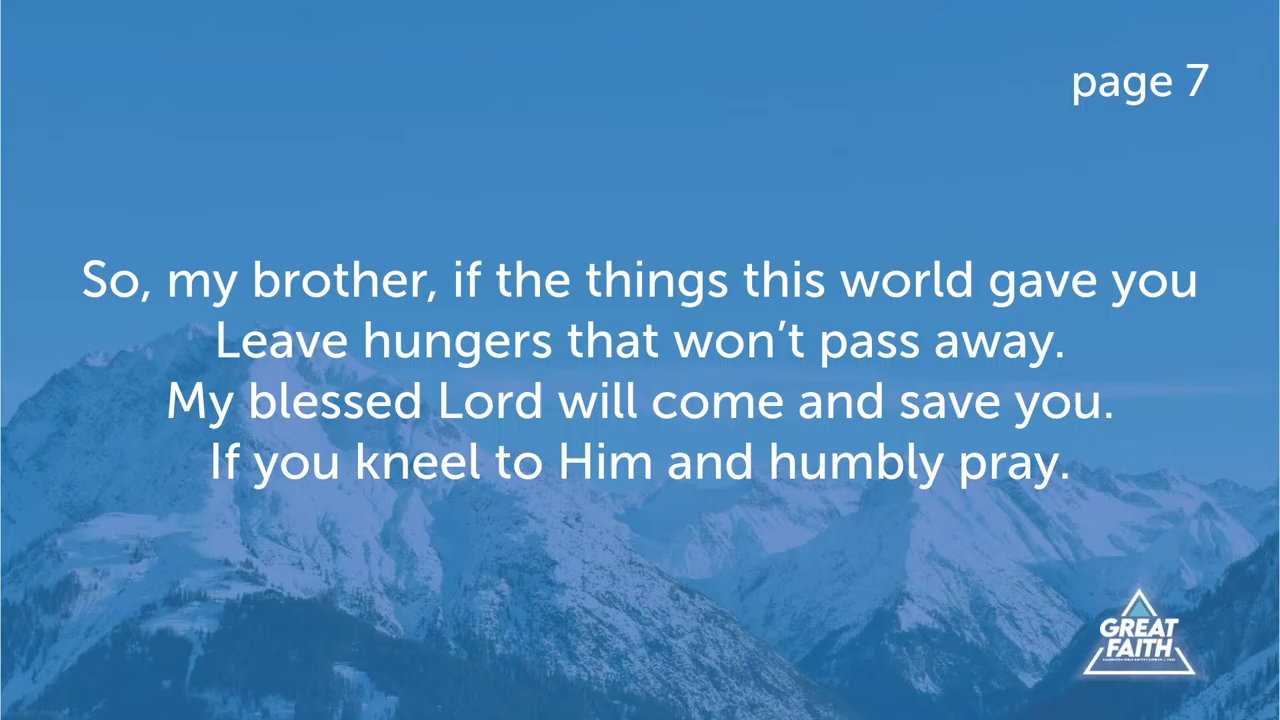 page 7
So, my brother, if the things this world gave you
Leave hungers that won’t pass away.
My blessed Lord will come and save you.
If you kneel to Him and humbly pray.
GREAT
FAITH